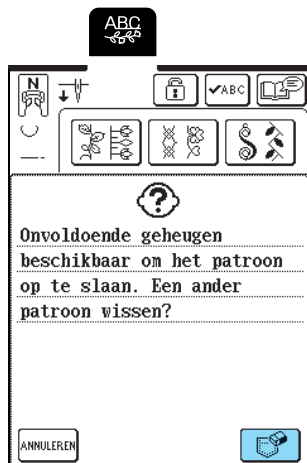 ABC
N
ABC
Onvoldoende geheugen
beschikbaar om het patroon
op te slaan. Een ander
patroon wissen?
ANNULEREN